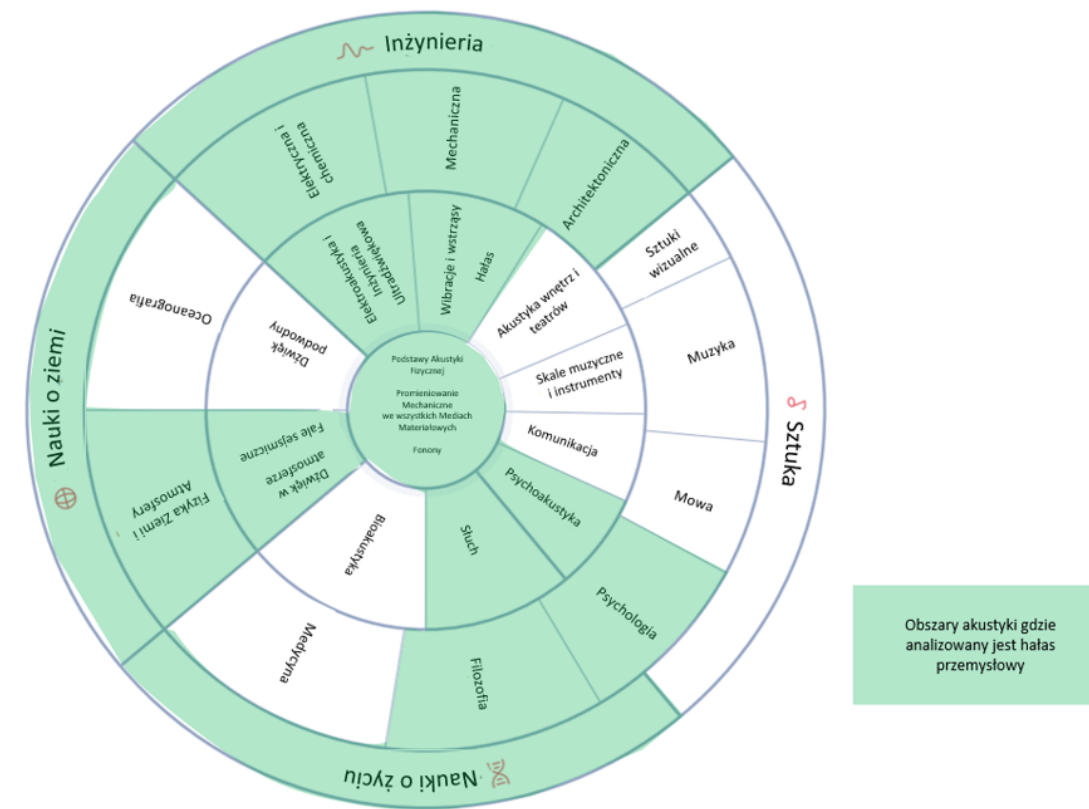 Inżynieria
Elektryczna i
chemiczna
Mechaniczna
Architektoniczna
Sztuki
wizualne
Muzyka
Mowa
Sztuka
Psychologia
Filozofia
Medycyna
Nauki o życiu
Fizyka Ziemi i
Atmosfery
Oceanografia
Nauki o ziemi
Elektroakustyka i
Inżynieria
Ultradźwiękowa
Wibracje i wstrząsy
Hałas
Akustyka wnętrz i
teatrów
Skale muzyczne
i instrumenty
Komunikacja
Psychoakustyka
Słuch
Bioakustyka
Dźwięk w
atmosferze
Fale sejsmiczne
Dźwięk
podwodny
Podstawy Akustyki
Fizycznej
Promieniowanie
Mechaniczne
we wszystkich Mediach
Materiałowych
Fonony
Obszary akustyki gdzie
analizowany jest hałas
przemysłowy